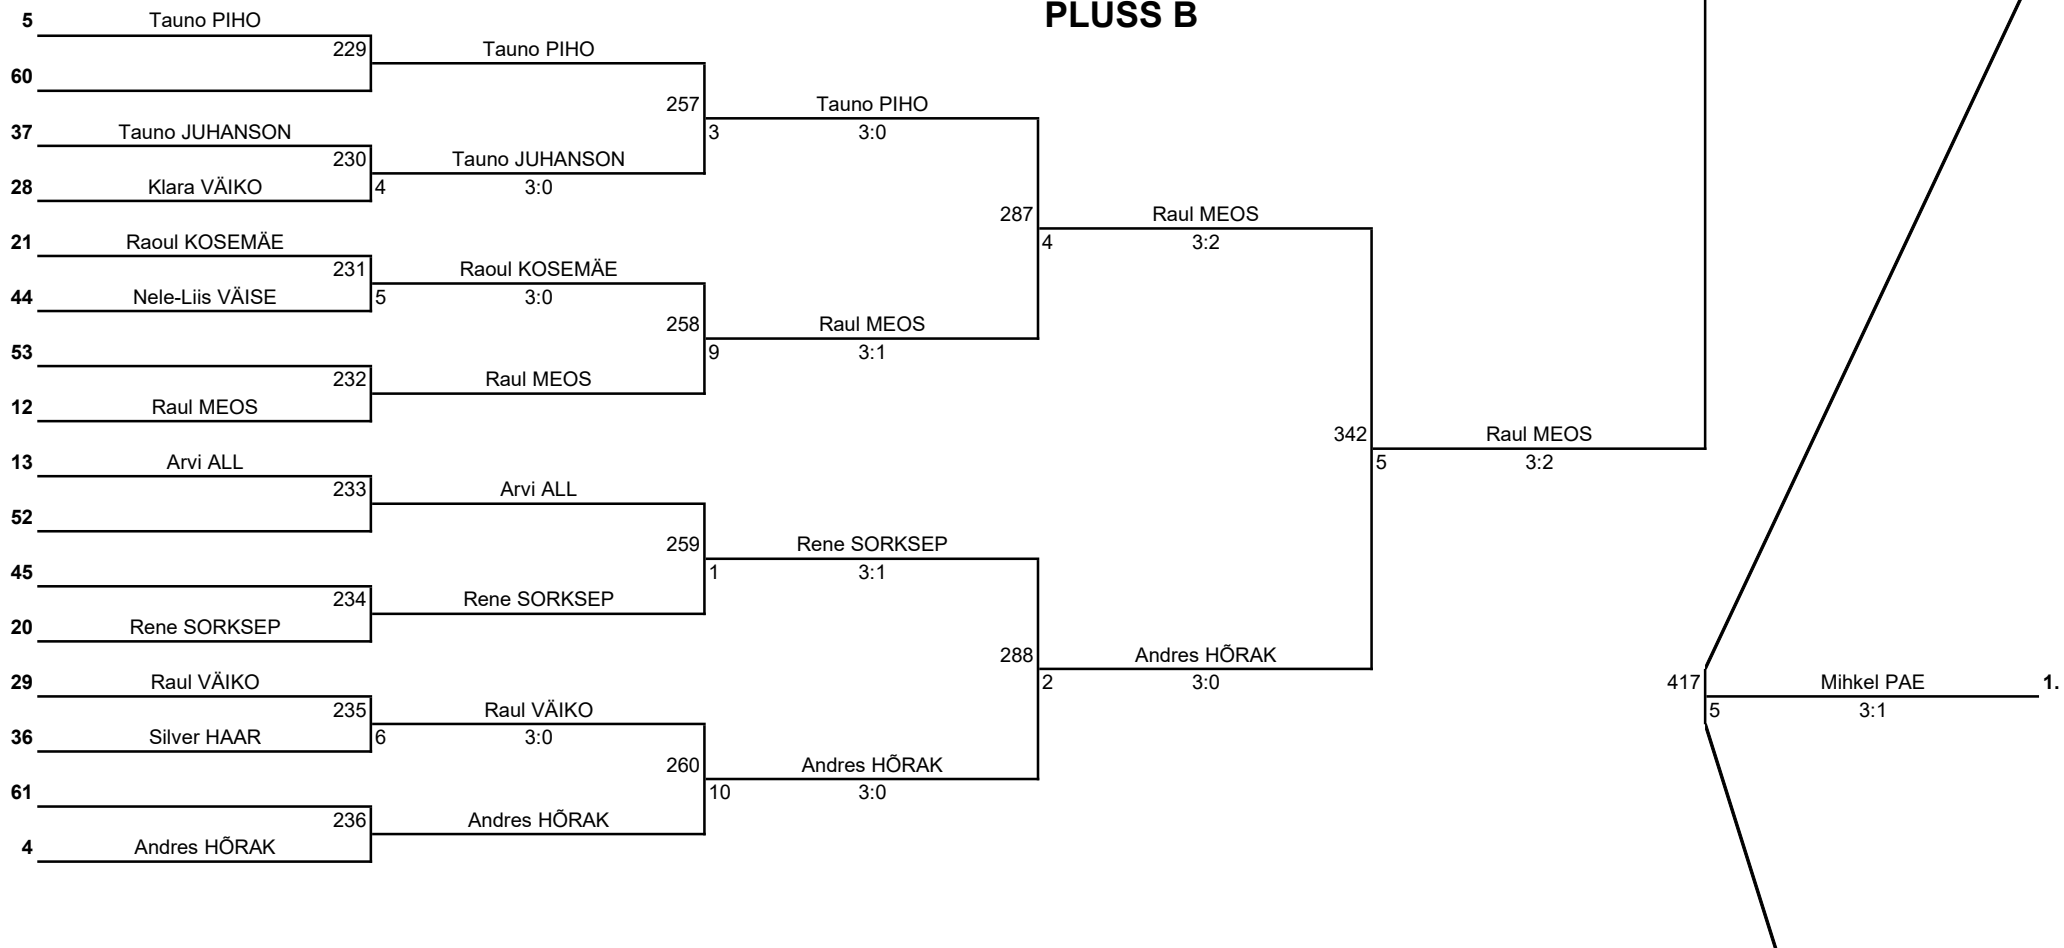 PLUSS B
5 Tauno PIHO
229 Tauno PIHO
60
257 Tauno PIHO
37 Tauno JUHANSON 3 3:0
230 Tauno JUHANSON
28 Klara VÄIKO 4 3:0
287 Raul MEOS
21 Raoul KOSEMÄE 4 3:2
231 Raoul KOSEMÄE
44 Nele-Liis VÄISE 5 3:0
258 Raul MEOS
53 9 3:1
232 Raul MEOS
12 Raul MEOS
342 Raul MEOS
13 Arvi ALL 5 3:2
233 Arvi ALL
52
259 Rene SORKSEP
45 1 3:1
234 Rene SORKSEP
20 Rene SORKSEP
288 Andres HÕRAK
29 Raul VÄIKO 2 3:0 417 Mihkel PAE 1.
235 Raul VÄIKO 5 3:1
36 Silver HAAR 6 3:0
260 Andres HÕRAK
61 10 3:0
236 Andres HÕRAK
4 Andres HÕRAK